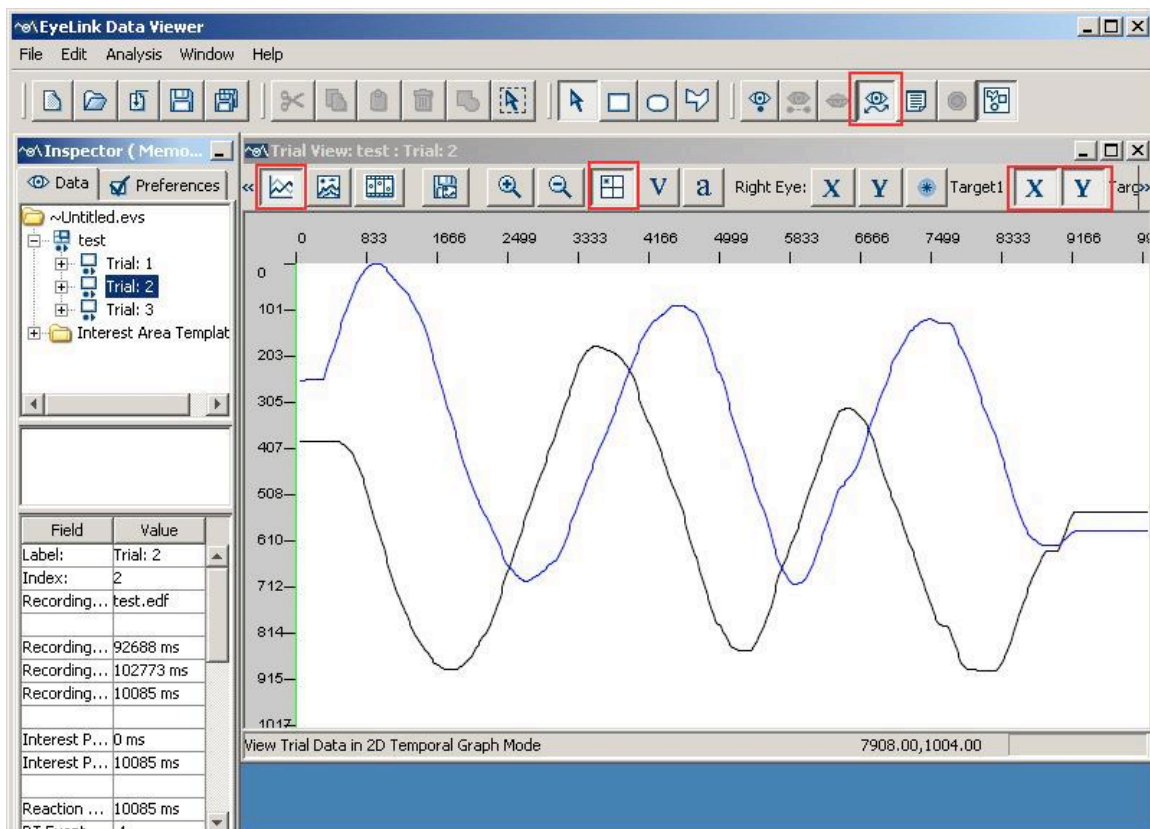 EyeLink Data Viewer
File Edit Analysis Window Help
Inspector ( Memo...
Data Preferences
~Untitled.evs
test
Trial: 1
Trial: 2
Trial: 3
Interest Area Templat
Field Value
Label: Trial: 2
Index: 2
Recording... test.edf
Recording... 92688 ms
Recording... 102773 ms
Recording... 10085 ms
Interest P... 0 ms
Interest P... 10085 ms
Reaction ... 10085 ms
Trial View: test : Trial: 2
V a Right Eye: X Y Target1 X Y Targ
0 833 1666 2499 3333 4166 4999 5833 6666 7499 8333 9166
0
101
203
305
407
508
610
712
814
915
1017
View Trial Data in 2D Temporal Graph Mode 7908.00,1004.00